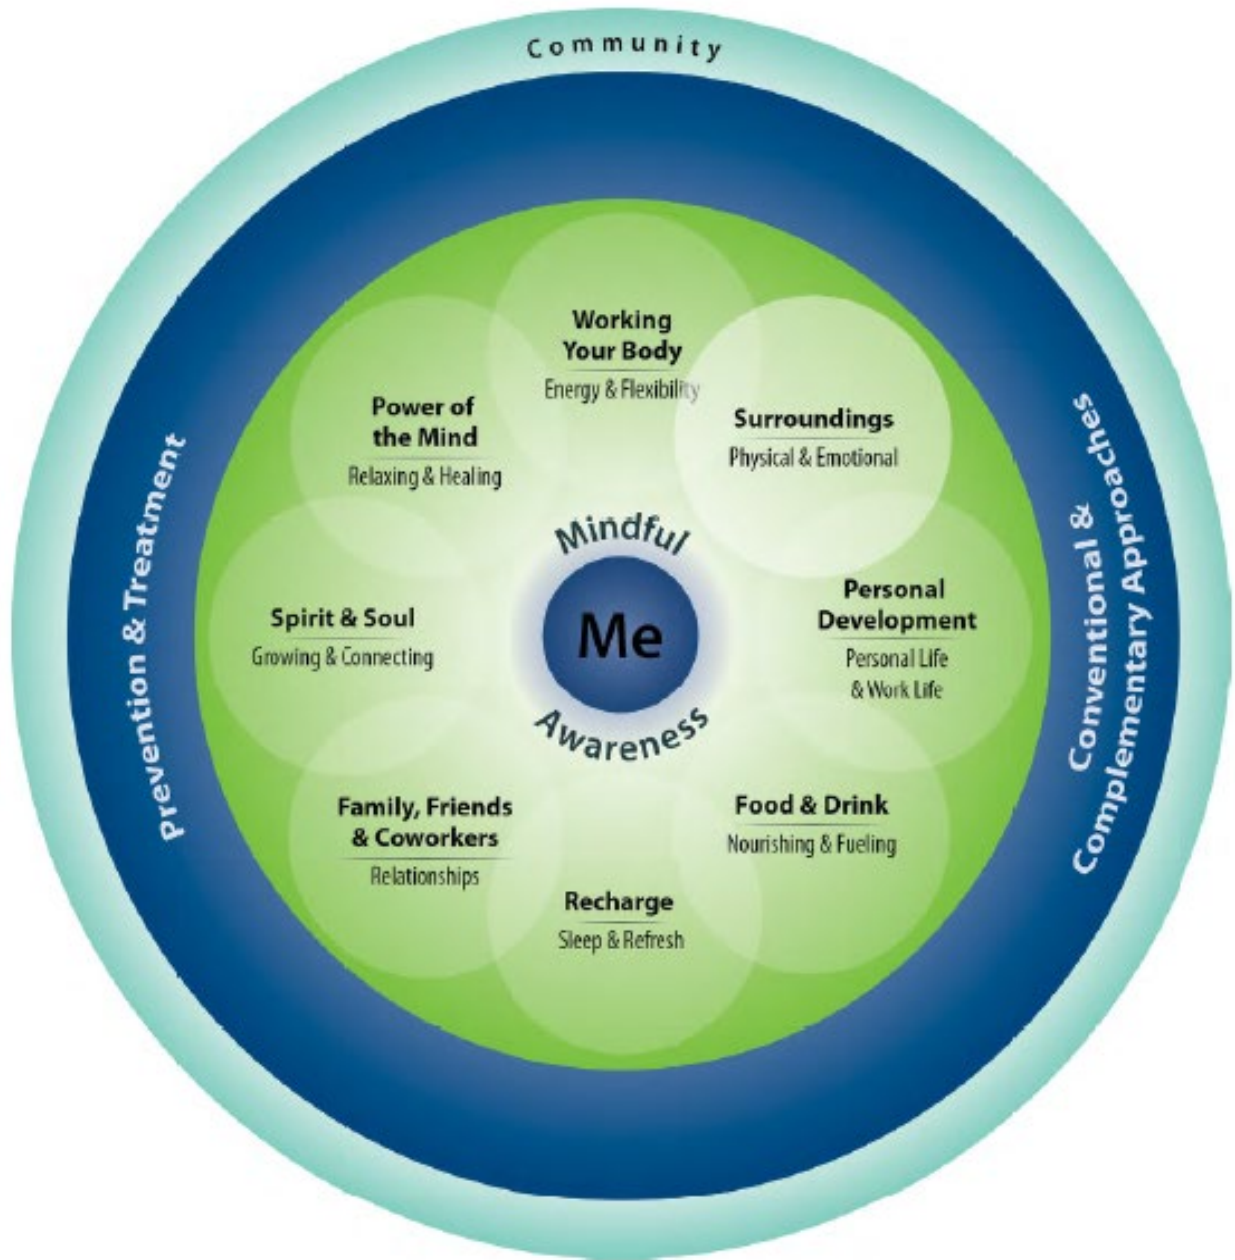 Community
Prevention & Treatment
Conventional &
Complementary Approaches
Working
Your Body
Energy & Flexibility
Surroundings
Physical & Emotional
Personal
Development
Personal Life
& Work Life
Food & Drink
Nourishing & Fueling
Recharge
Sleep & Refresh
Family, Friends
& Coworkers
Relationships
Spirit & Soul
Growing & Connecting
Power of
the Mind
Relaxing & Healing
Mindful
Me
Awareness